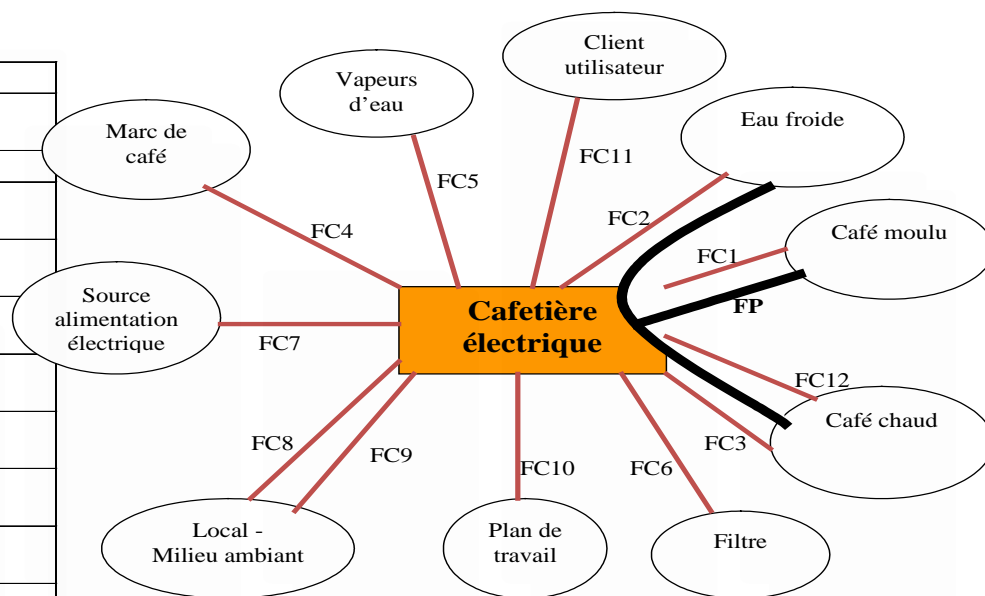 Client
utilisateur
Vapeurs
d'eau
Eau froide
Marc de
café
FC11
FC5
FC2
Café moulu
FC4
FC1
Source
alimentation
électrique
FP
Cafetière
électrique
FC7
FC12
Café chaud
FC8
FC9
FC10
FC6
FC3
Local -
Milieu ambiant
Plan de
travail
Filtre